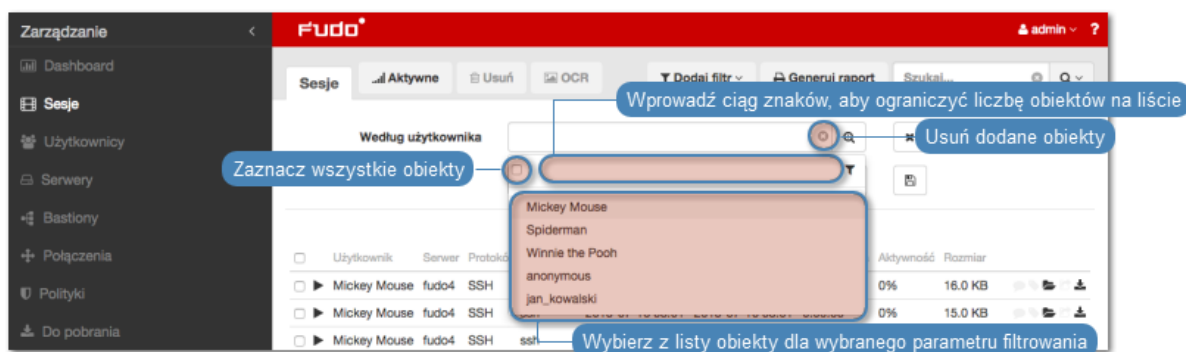 Zarządzanie
Fudo
admin
?
Dashboard
Sesje
Aktywne
Usuń
OCR
Dodaj filtr
Generuj raport
Szukaj...
Sesje
Wprowadź ciąg znaków, aby ograniczyć liczbę obiektów na liście
Użytkownicy
Według użytkownika
Usuń dodane obiekty
Serwery
Zaznacz wszystkie obiekty
Bastiony
Mickey Mouse
Spiderman
Połączenia
Użytkownik Serwer Protokó
Winnie the Pooh
Aktywność Rozmiar
Polityki
Mickey Mouse fudo4 SSH
anonymous
0% 16.0 KB
jan_kowalski
Mickey Mouse fudo4 SSH
0% 15.0 KB
Do pobrania
Mickey Mouse fudo4 SSH ssh
Wybierz z listy obiekty dla wybranego parametru filtrowania